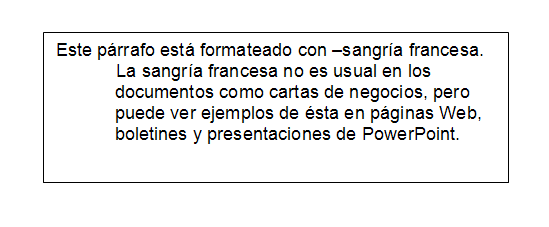 Este párrafo está formateado con –sangría francesa.
La sangría francesa no es usual en los
documentos como cartas de negocios, pero
puede ver ejemplos de ésta en páginas Web,
boletines y presentaciones de PowerPoint.